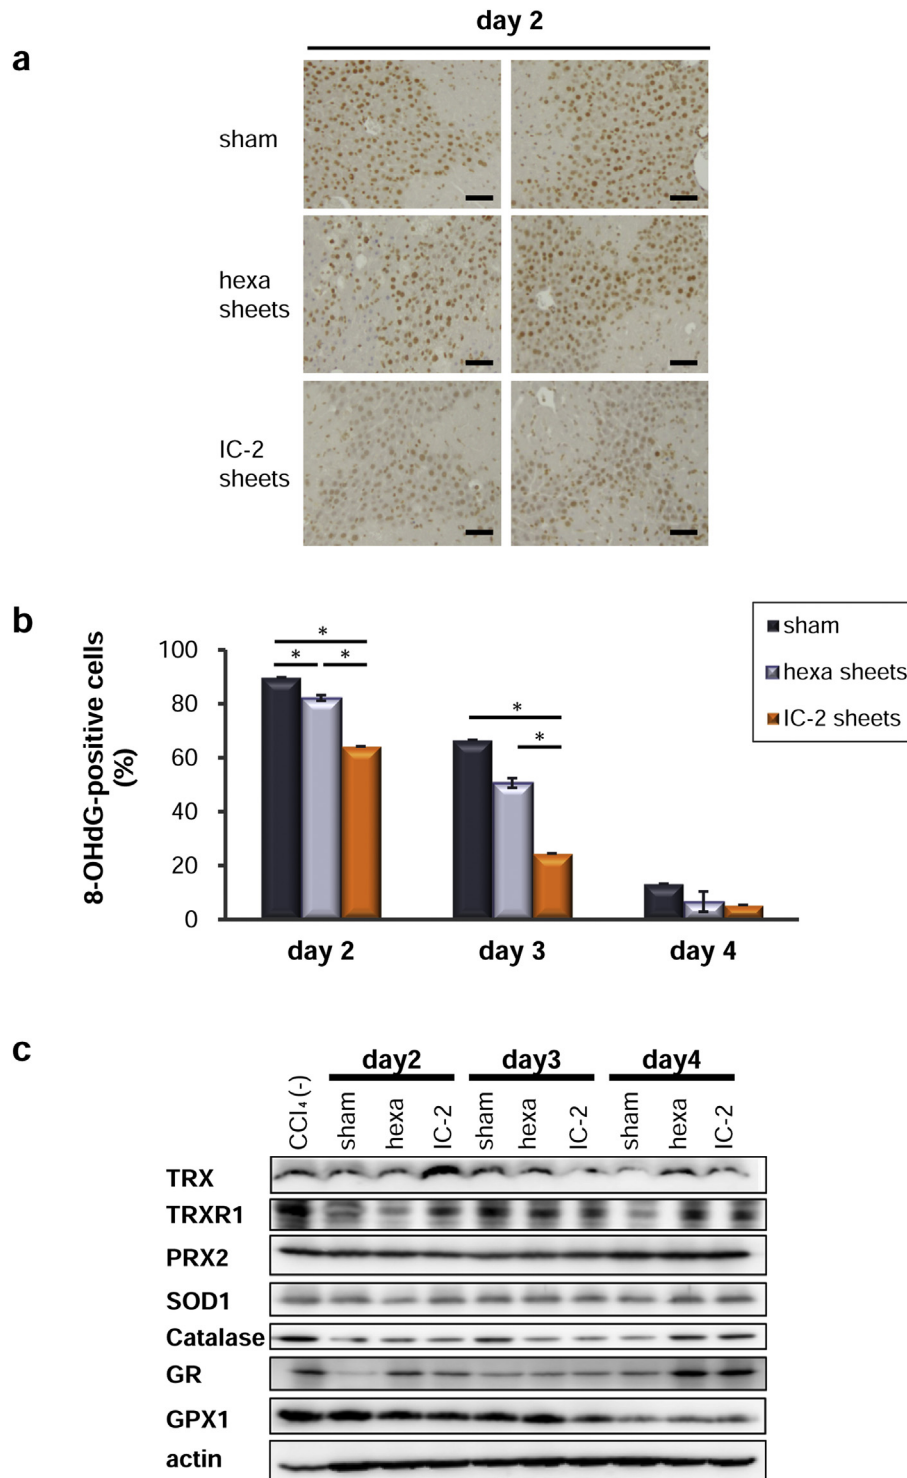 day 2
a
sham
hexa
sheets
IC-2
sheets
b
8-OHdG-positive cells
(%)
100
80
60
40
20
0
* * *
* *
day 2 day 3 day 4
sham
hexa sheets
IC-2 sheets
c
day2 day3 day4
CCl₄ (-) sham hexa IC-2 sham hexa IC-2 sham hexa IC-2
TRX
TRXR1
PRX2
SOD1
Catalase
GR
GPX1
actin